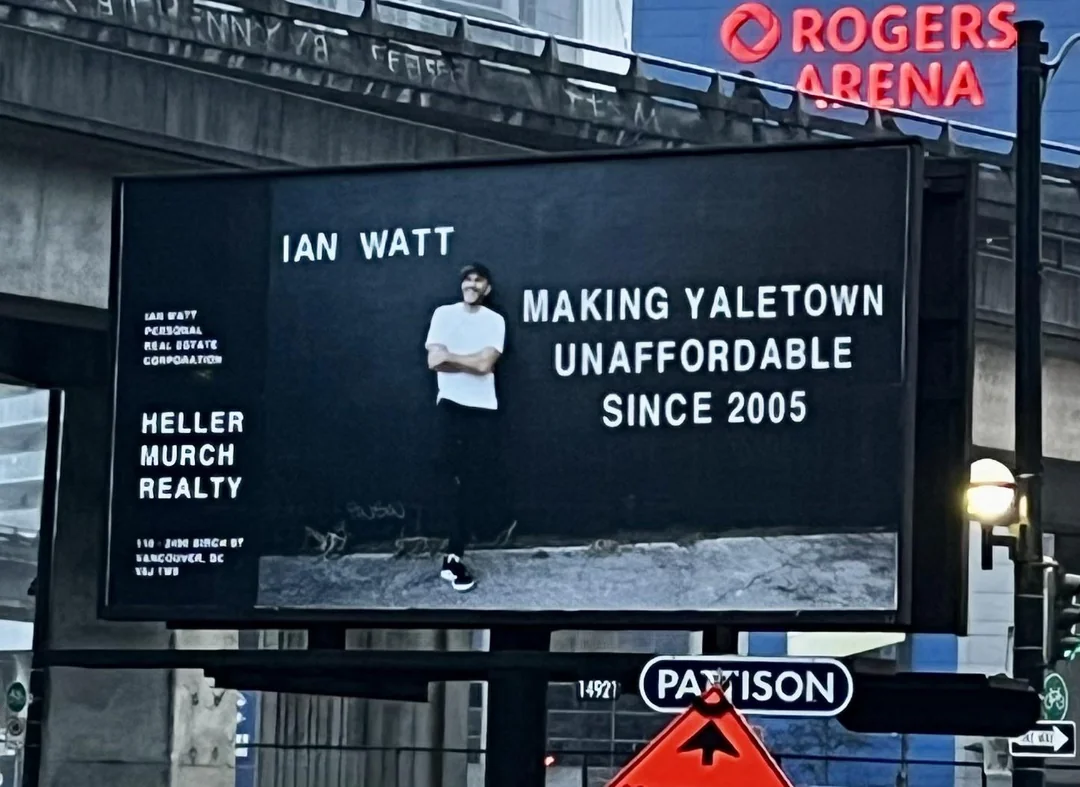 ROGERS
ARENA
IAN WATT
MAKING YALETOWN
UNAFFORDABLE
SINCE 2005
IAN WATT
PERSONAL
REAL ESTATE
CORPORATION
HELLER
MURCH
REALTY
VANCOUVER, BC
14921
PATTISON